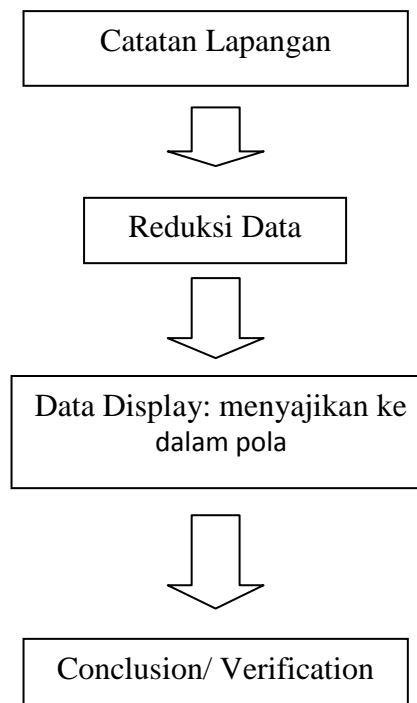 Catatan Lapangan
Reduksi Data
Data Display: menyajikan ke
dalam pola
Conclusion/ Verification